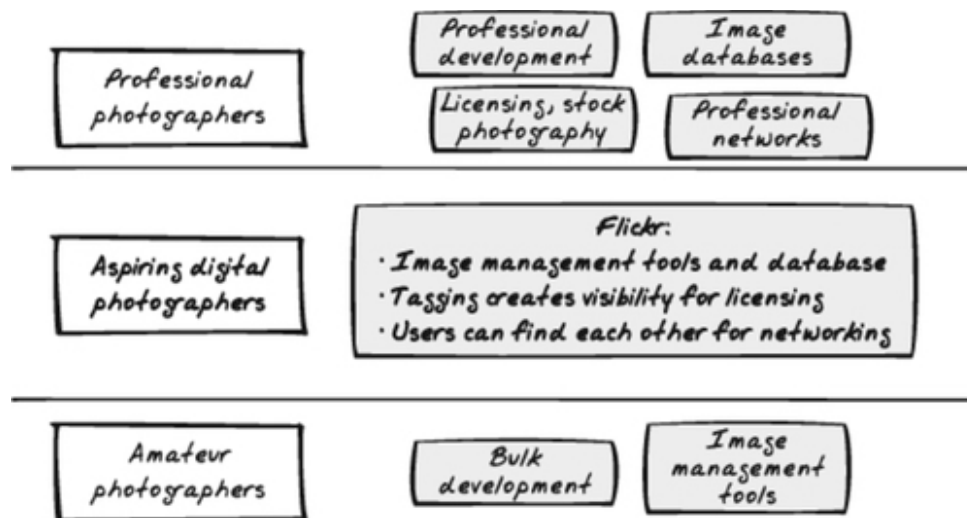 Professional
photographers
Professional
development
Image
databases
Licensing, stock
photography
Professional
networks
Aspiring digital
photographers
Flickr:
· Image management tools and database
· Tagging creates visibility for licensing
· Users can find each other for networking
Amateur
photographers
Bulk
development
Image
management
tools